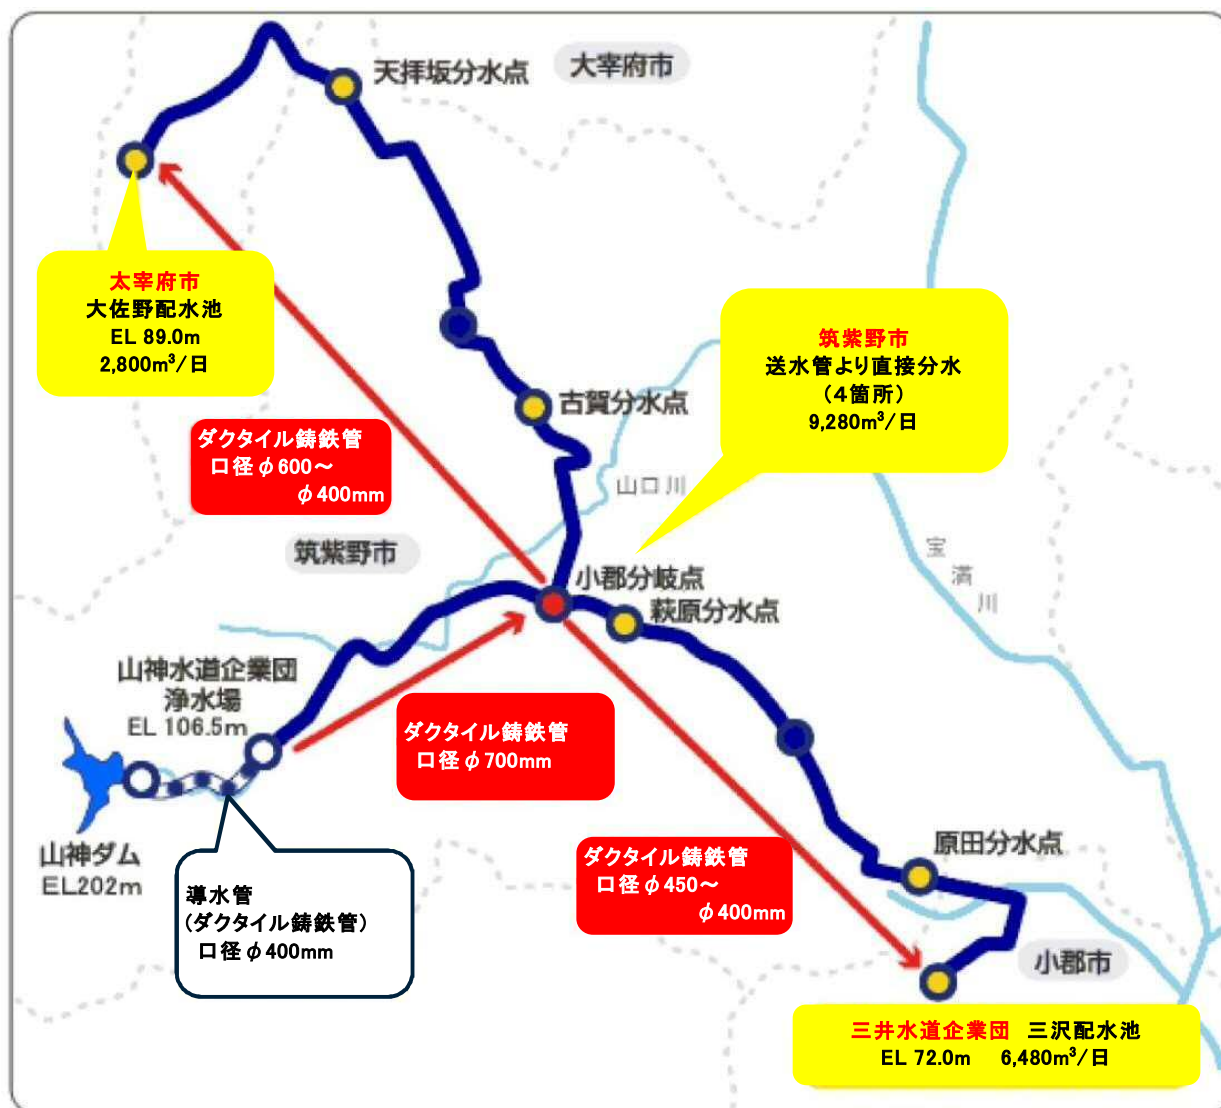 天拝坂分水点
大宰府市
太宰府市
大佐野配水池
EL 89.0m
2,800m³/日
筑紫野市
送水管より直接分水
(4箇所)
9,280m³/日
古賀分水点
ダクタイル鋳鉄管
口径φ600～
φ400mm
山口川
筑紫野市
宝満川
小郡分岐点
萩原分水点
山神水道企業団
浄水場
EL 106.5m
ダクタイル鋳鉄管
口径φ700mm
山神ダム
EL202m
導水管
(ダクタイル鋳鉄管)
口径φ400mm
ダクタイル鋳鉄管
口径φ450～
φ400mm
原田分水点
小郡市
三井水道企業団 三沢配水池
EL 72.0m 6,480m³/日